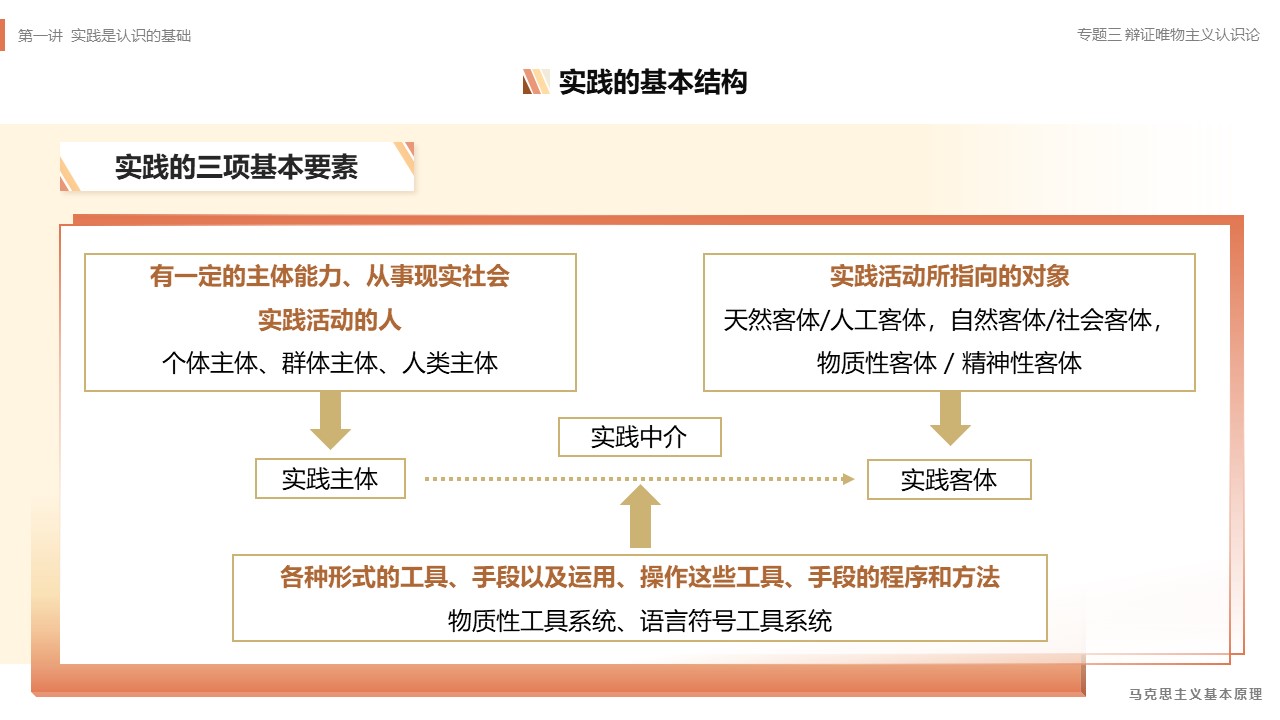 第一讲 实践是认识的基础
专题三 辩证唯物主义认识论
实践的基本结构
实践的三项基本要素
有一定的主体能力、从事现实社会
实践活动的人
个体主体、群体主体、人类主体
实践活动所指向的对象
天然客体/人工客体，自然客体/社会客体，
物质性客体 / 精神性客体
实践中介
实践主体
实践客体
各种形式的工具、手段以及运用、操作这些工具、手段的程序和方法
物质性工具系统、语言符号工具系统
马克思主义基本原理